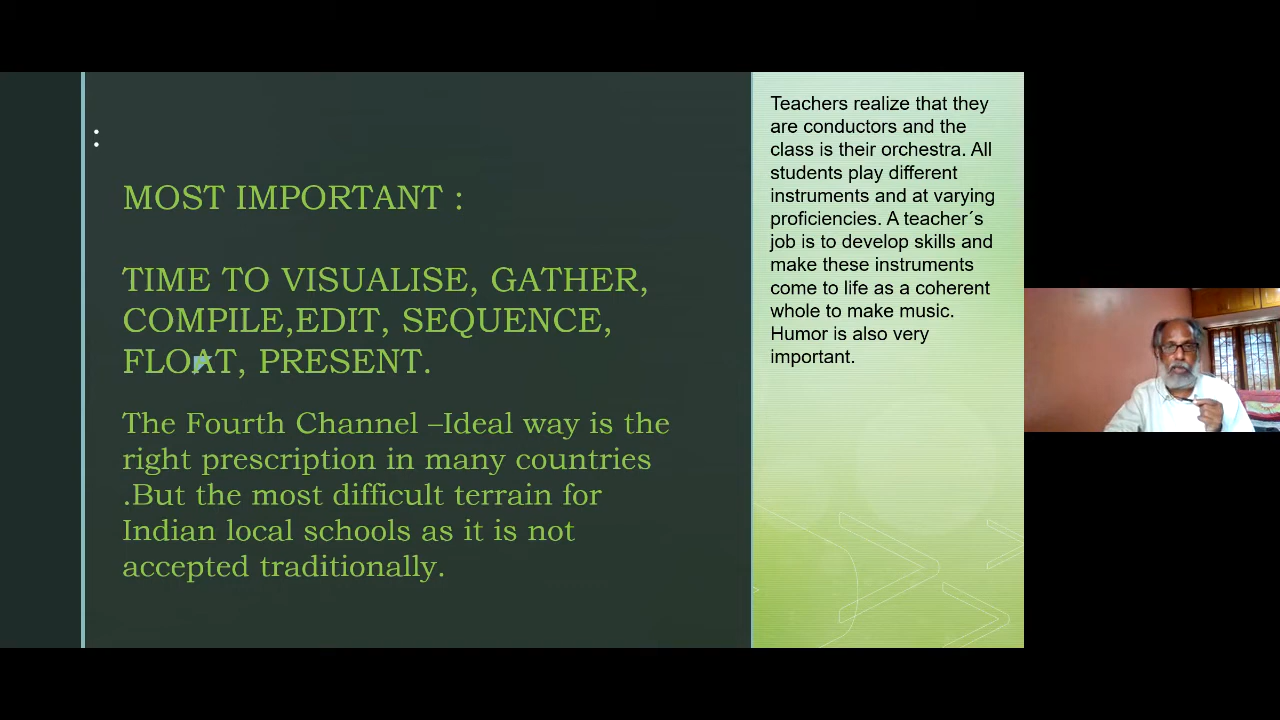 :
MOST IMPORTANT :
TIME TO VISUALISE, GATHER,
COMPILE,EDIT, SEQUENCE,
FLOAT, PRESENT.
The Fourth Channel –Ideal way is the
right prescription in many countries
.But the most difficult terrain for
Indian local schools as it is not
accepted traditionally.
Teachers realize that they
are conductors and the
class is their orchestra. All
students play different
instruments and at varying
proficiencies. A teacher´s
job is to develop skills and
make these instruments
come to life as a coherent
whole to make music.
Humor is also very
important.